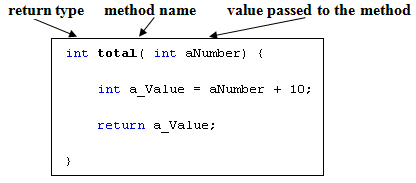 return type method name value passed to the method
int total( int aNumber) {
int a_Value = aNumber + 10;
return a_Value;
}